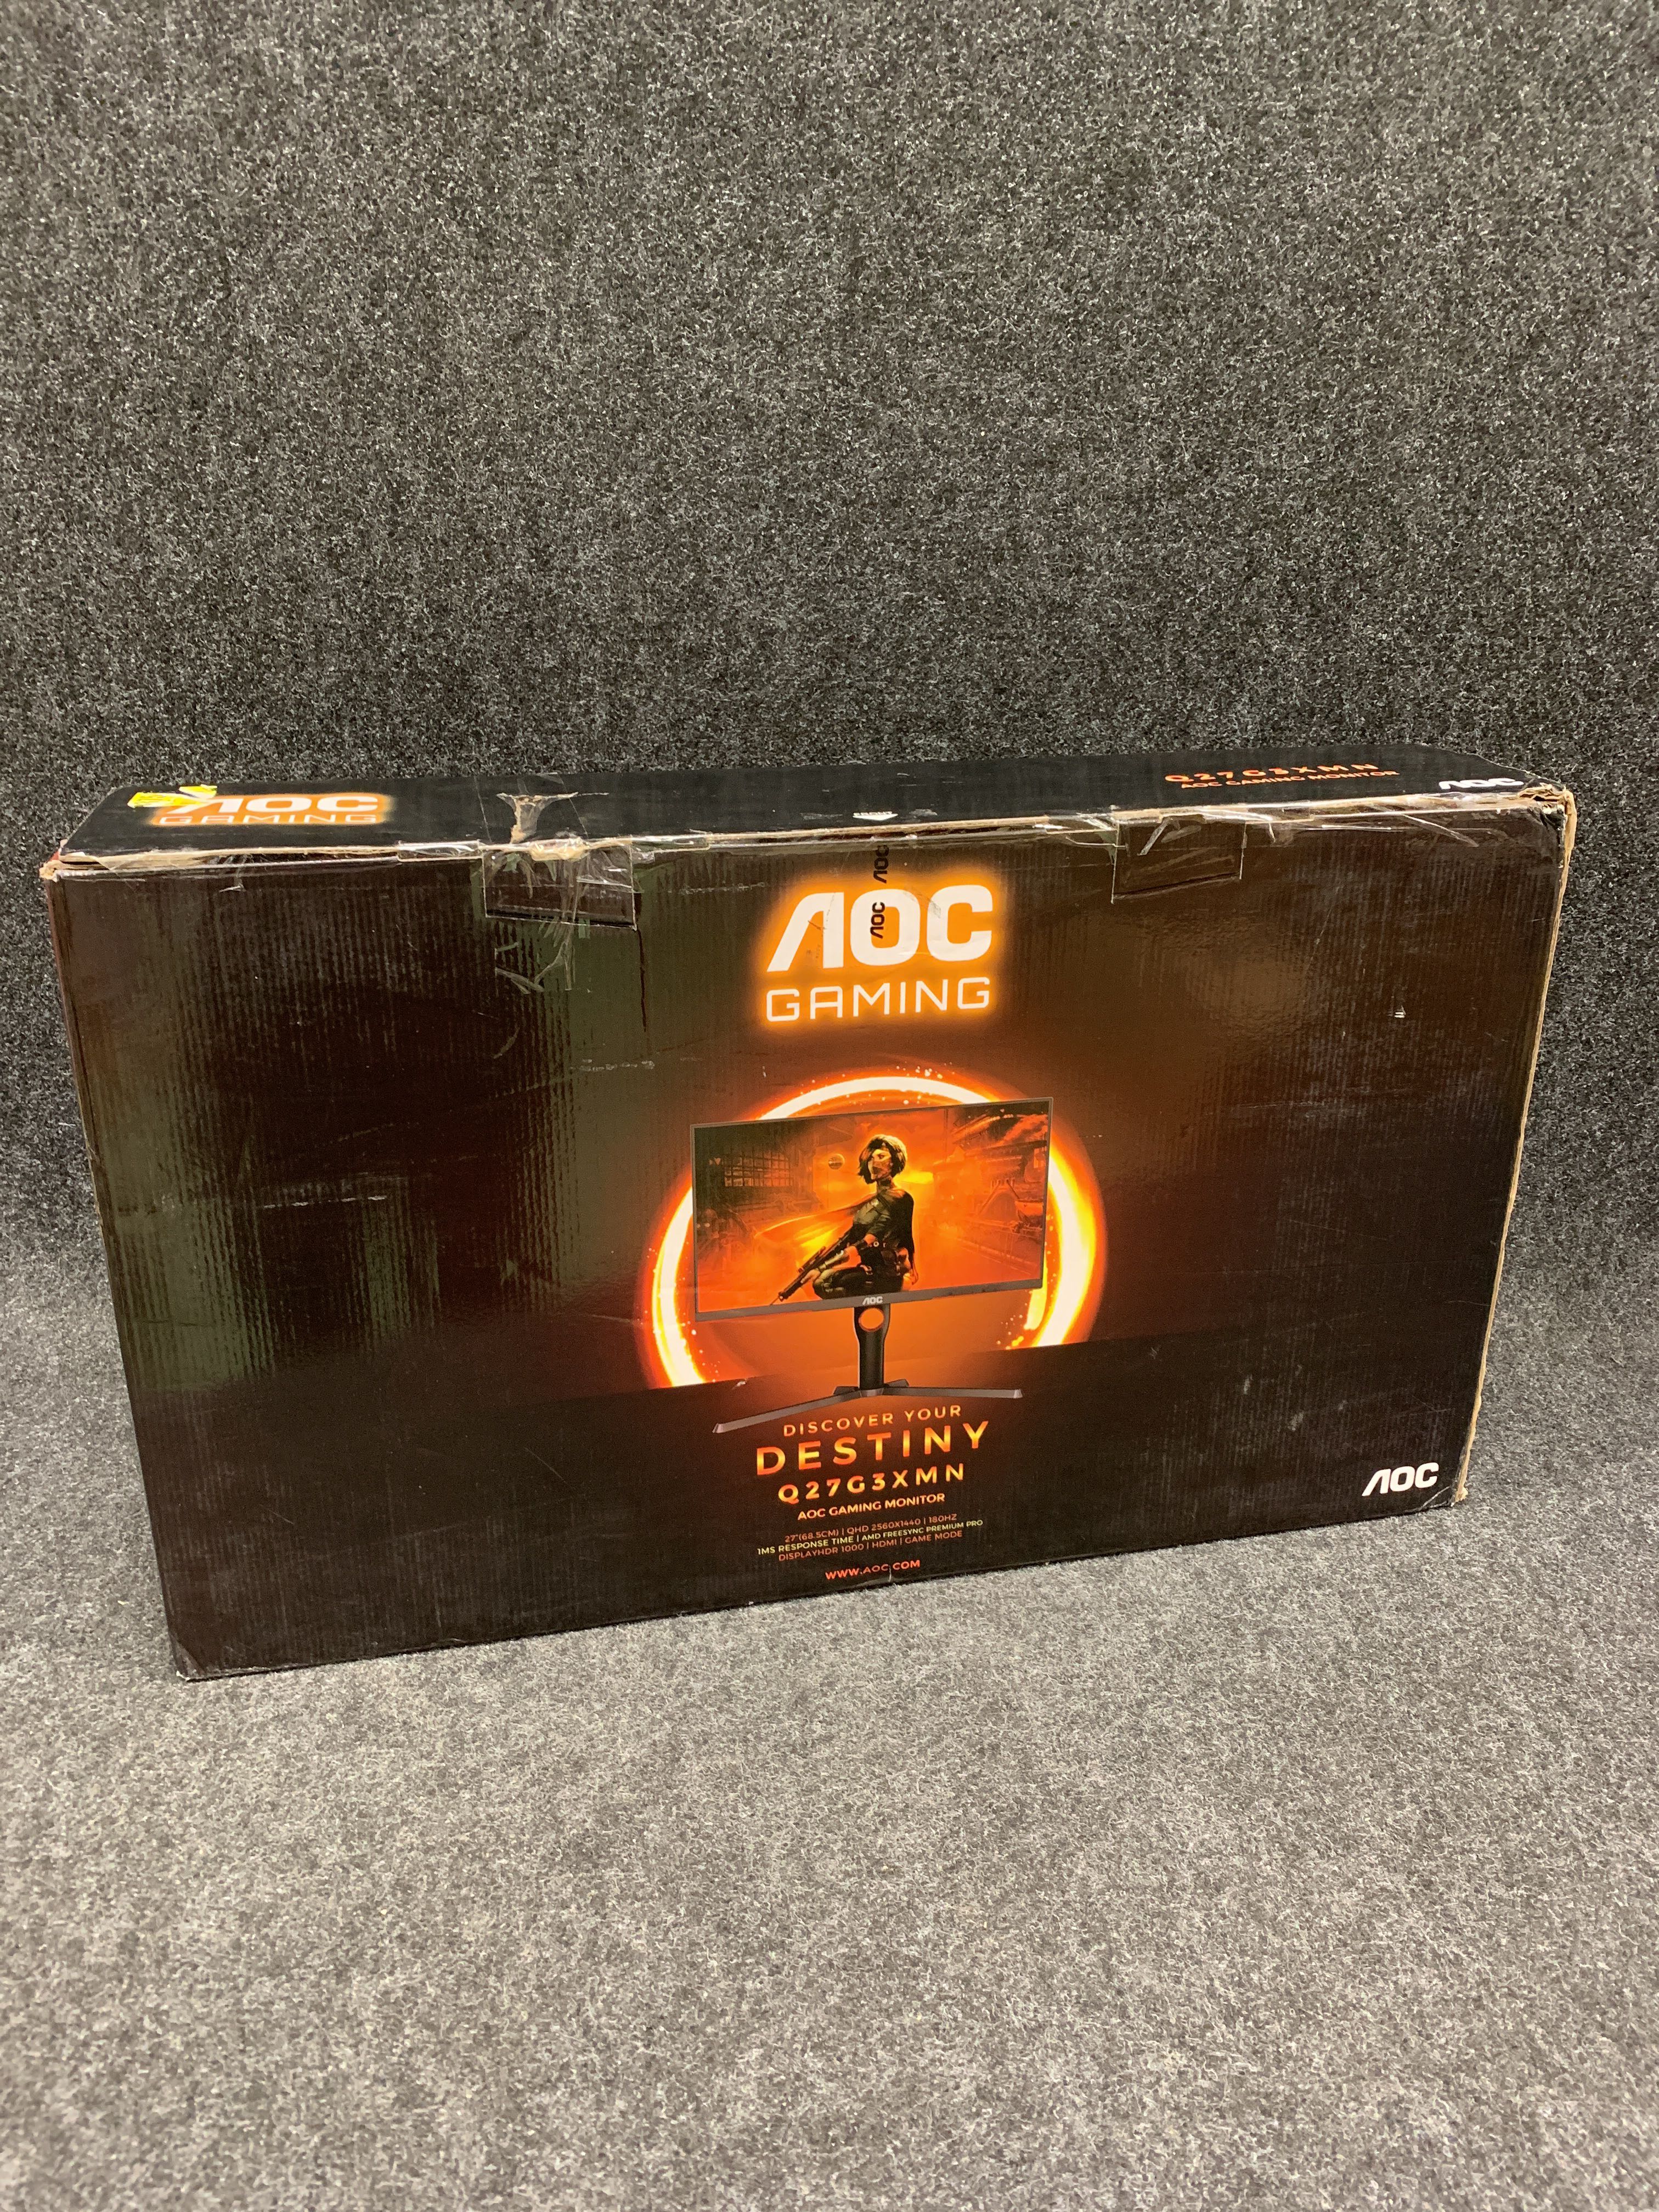 AOC
GAMING
Q27G3XMN
AOC GAMING MONITOR
AOC
AOC
AOC
AOC
GAMING
AOC
DISCOVER YOUR
DESTINY
Q27G3XMN
AOC GAMING MONITOR
27"(68.5CM) | QHD 2560X1440 | 180HZ
1MS RESPONSE TIME | AMD FREESYNC PREMIUM PRO
DISPLAYHDR 1000 | HDMI | GAME MODE
WWW.AOC.COM
AOC